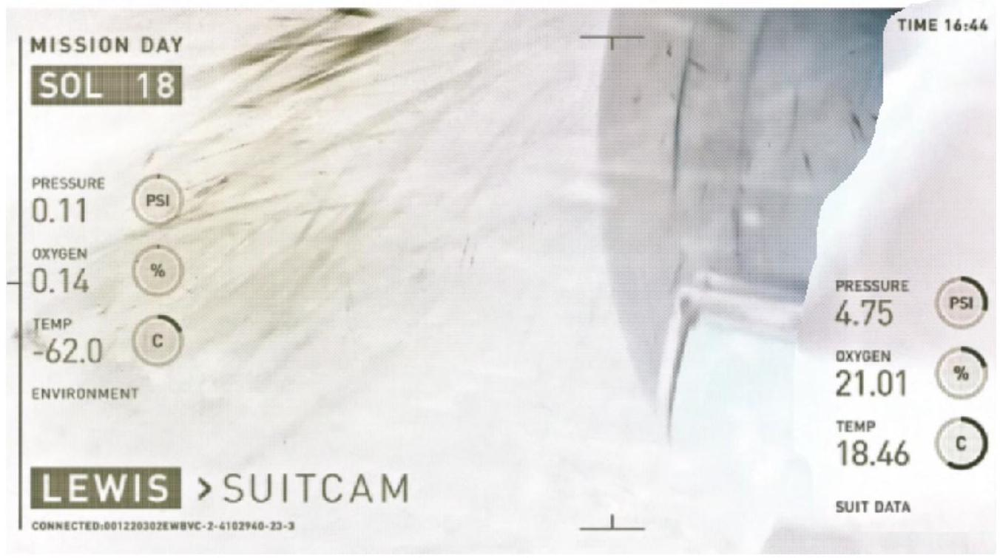 TIME 16:44
MISSION DAY
SOL 18
PRESSURE
0.11 PSI
OXYGEN
0.14 %
TEMP
-62.0 C
ENVIRONMENT
PRESSURE
4.75 PSI
OXYGEN
21.01 %
TEMP
18.46 C
SUIT DATA
LEWIS >SUITCAM
CONNECTED:001220302EWBVC-2-4102940-23-3